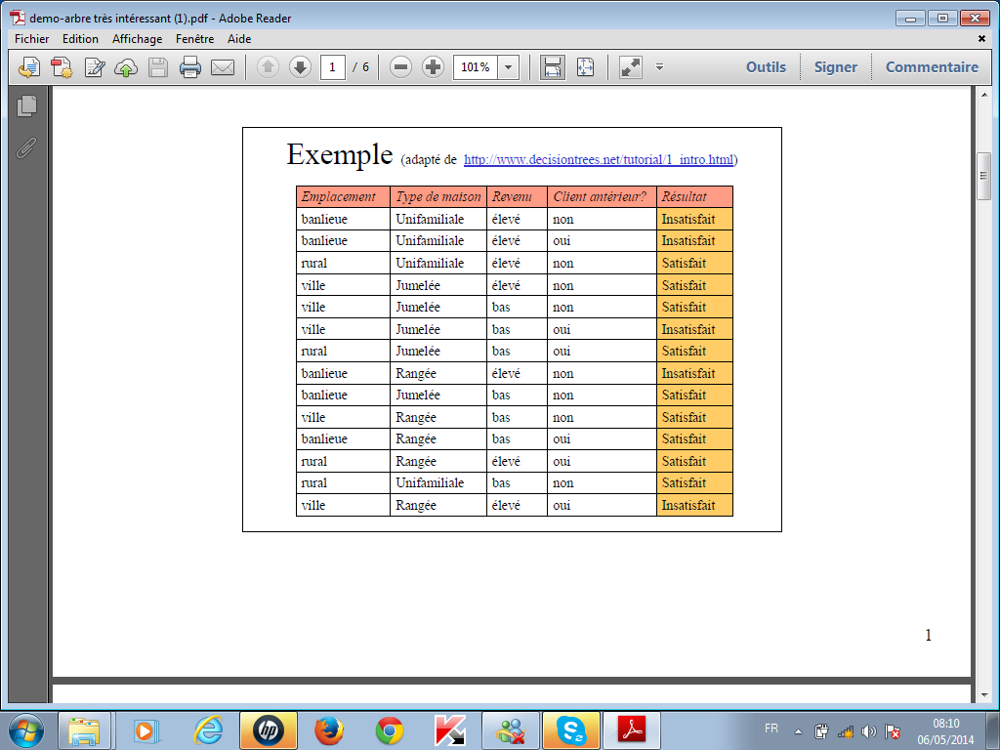 demo-arbre très intéressant (1).pdf - Adobe Reader
Fichier Edition Affichage Fenêtre Aide
1 / 6 101% Outils Signer Commentaire
Exemple (adapté de http://www.decisiontrees.net/tutorial/1_intro.html)
Emplacement Type de maison Revenu Client antérieur? Résultat
banlieue Unifamiliale élevé non Insatisfait
banlieue Unifamiliale élevé oui Insatisfait
rural Unifamiliale élevé non Satisfait
ville Jumelée élevé non Satisfait
ville Jumelée bas non Satisfait
ville Jumelée bas oui Insatisfait
rural Jumelée bas oui Satisfait
banlieue Rangée élevé non Insatisfait
banlieue Jumelée bas non Satisfait
ville Rangée bas non Satisfait
banlieue Rangée bas oui Satisfait
rural Rangée élevé oui Satisfait
rural Unifamiliale bas non Satisfait
ville Rangée élevé oui Insatisfait
1
hp
FR 08:10
06/05/2014